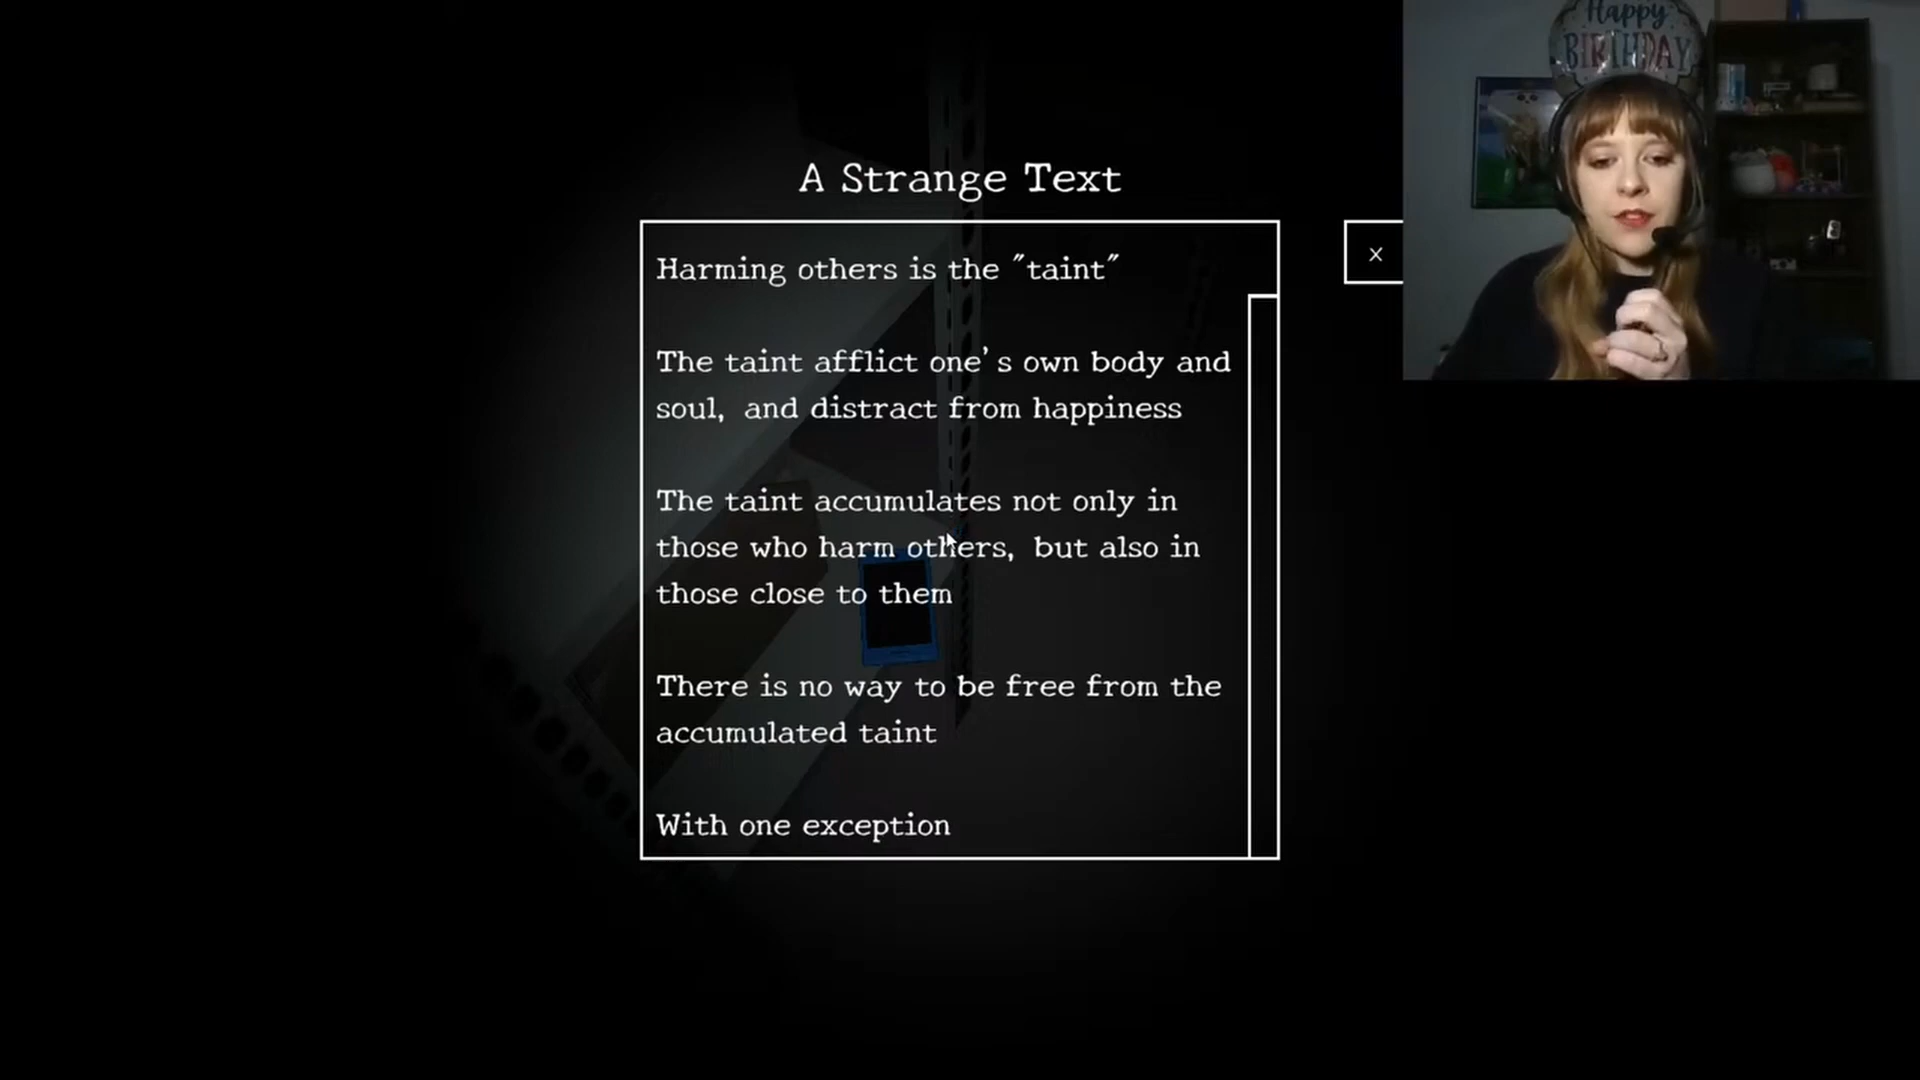 Happy
BIRTHDAY
A Strange Text
Harming others is the "taint"
x
The taint afflict one's own body and
soul, and distract from happiness
The taint accumulates not only in
those who harm others, but also in
those close to them
There is no way to be free from the
accumulated taint
With one exception